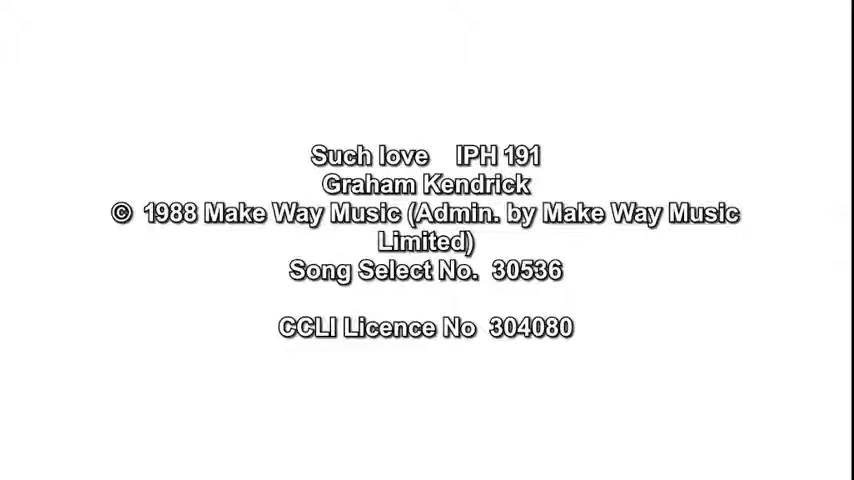 Such love IPH 191
Graham Kendrick
© 1988 Make Way Music (Admin. by Make Way Music
Limited)
Song Select No. 30536
CCLI Licence No 304080